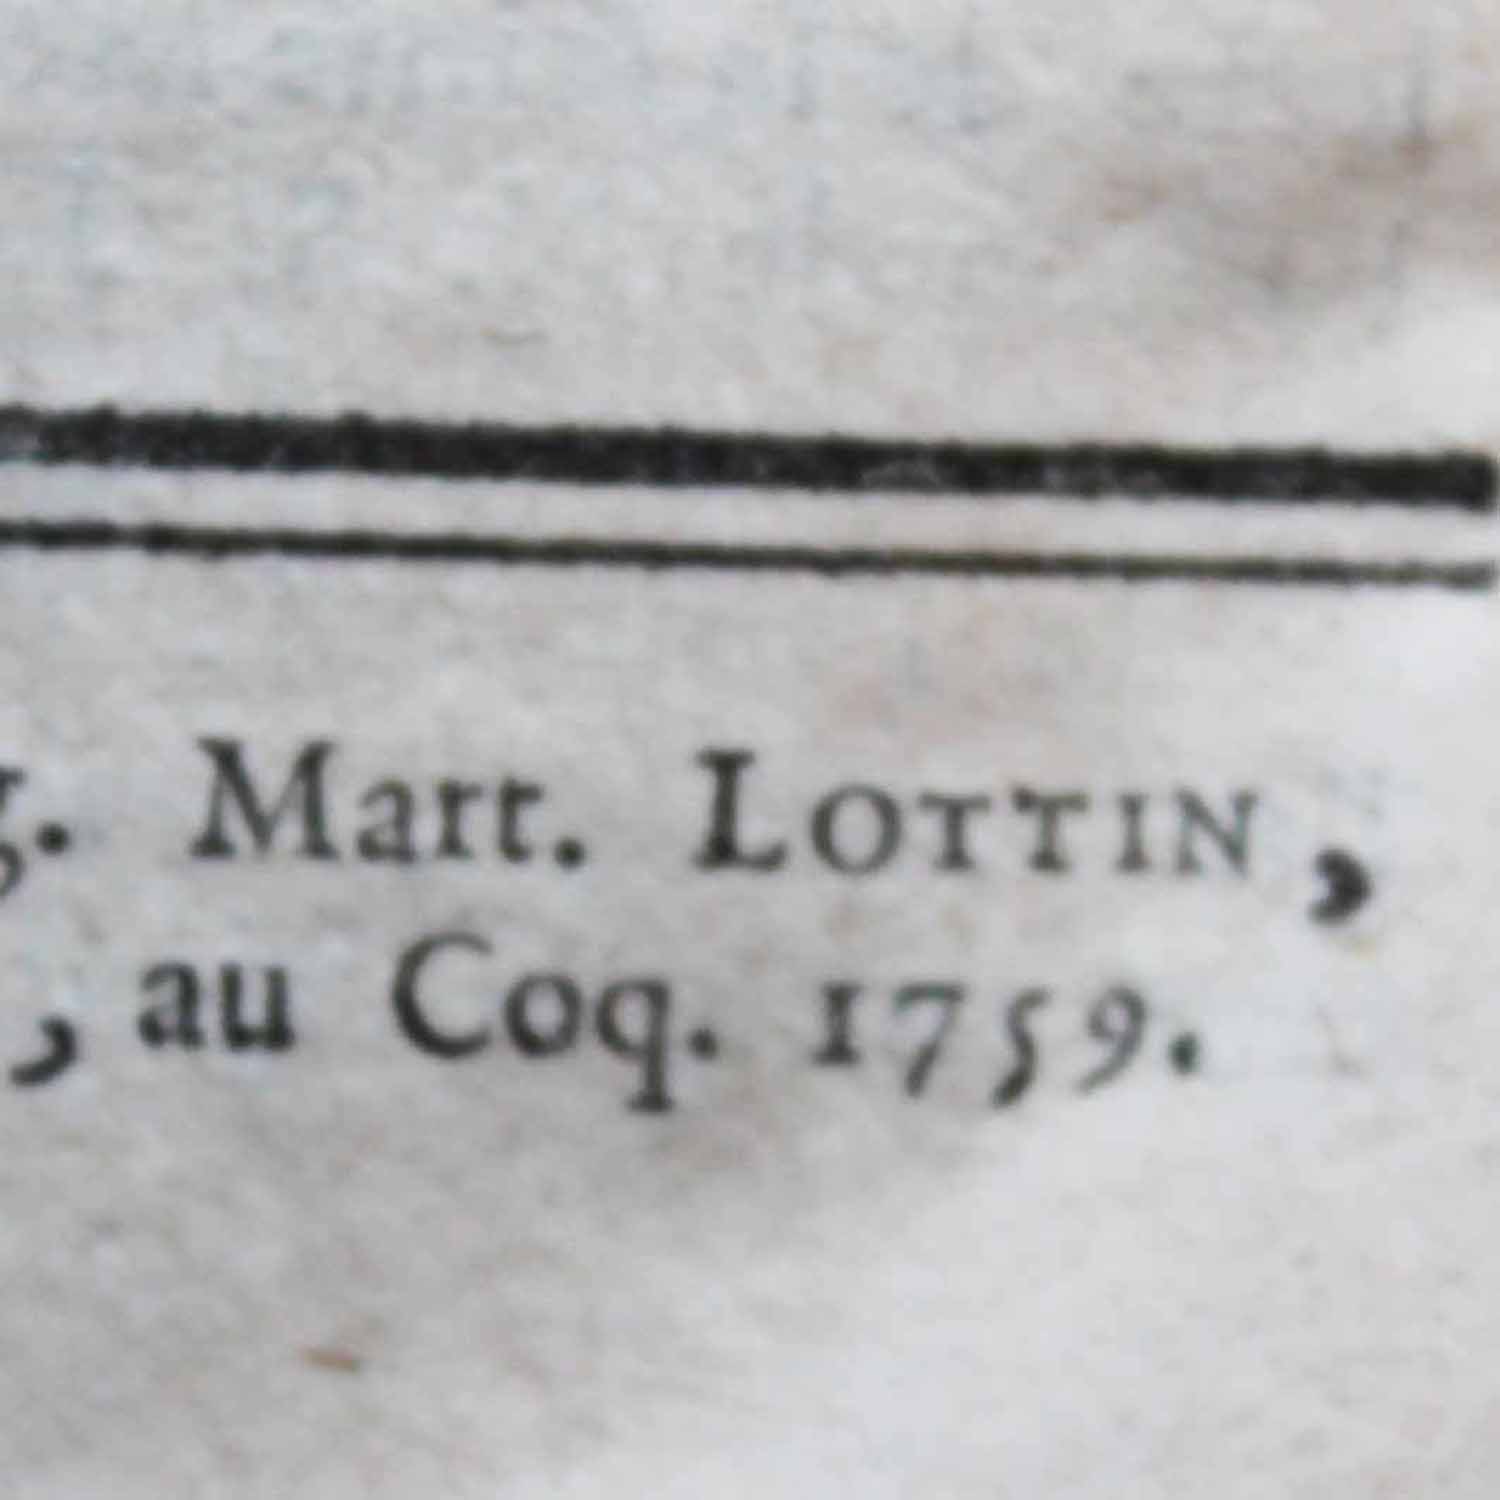 g. Mart. LOTTIN,
, au Coq. 1759.